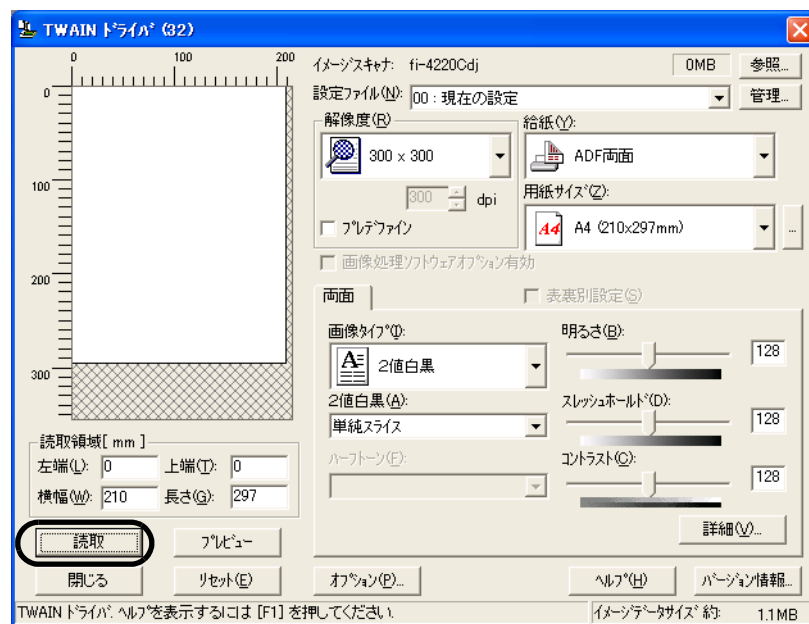 TWAIN ドライバ (32)
0 100 200
0
100
200
300
イメージスキャナ: fi-4220Cdj 0MB 参照...
設定ファイル(N): 00 : 現在の設定 管理...
解像度(R)
300 × 300
300 dpi
プレデファイン
給紙(Y):
ADF両面
用紙サイズ(Z):
A4 A4 (210x297mm) ...
画像処理ソフトウェアオプション有効
両面
表裏別設定(S)
画像タイプ(I):
A 2値白黒
2値白黒(A):
単純スライス
ハーフトーン(F):
明るさ(B):
128
スレッショホールド(D):
128
コントラスト(C):
128
詳細(V)...
読取領域[ mm ]
左端(L): 0 上端(T): 0
横幅(W): 210 長さ(G): 297
読取 プレビュー
閉じる リセット(E) オプション(P)... ヘルプ(H) バージョン情報...
TWAIN ドライバ. ヘルプを表示するには [F1] を押してください. イメージデータサイズ 約: 1.1MB